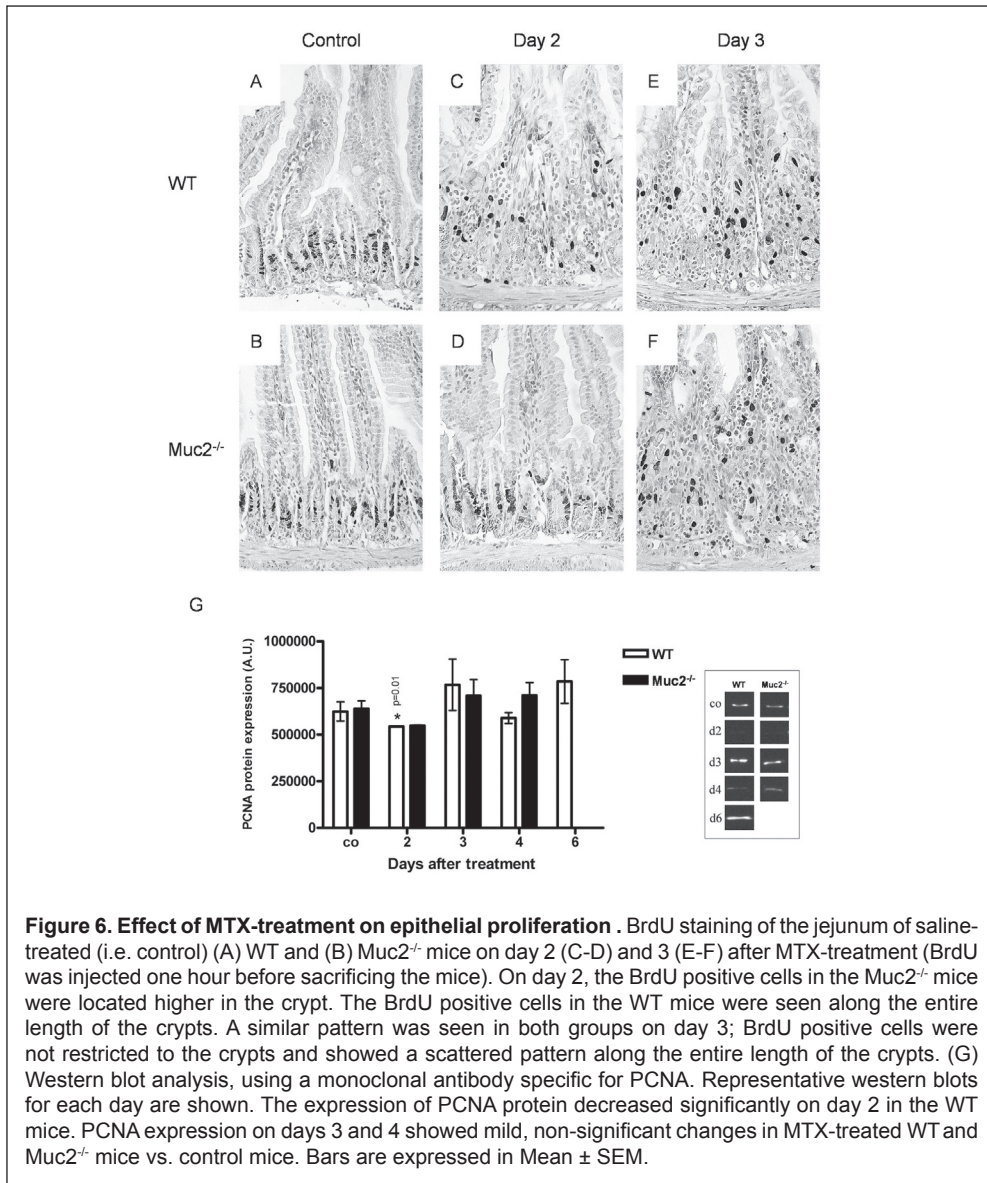 Control Day 2 Day 3
A C E
WT
B D F
Muc2-/-
G
PCNA protein expression (A.U.)
1000000
750000
500000
250000
0
* p=0.01
co 2 3 4 6
Days after treatment
WT
Muc2-/-
WT Muc2-/-
co
d2
d3
d4
d6
Figure 6. Effect of MTX-treatment on epithelial proliferation . BrdU staining of the jejunum of saline-
treated (i.e. control) (A) WT and (B) Muc2-/- mice on day 2 (C-D) and 3 (E-F) after MTX-treatment (BrdU
was injected one hour before sacrificing the mice). On day 2, the BrdU positive cells in the Muc2-/- mice
were located higher in the crypt. The BrdU positive cells in the WT mice were seen along the entire
length of the crypts. A similar pattern was seen in both groups on day 3; BrdU positive cells were
not restricted to the crypts and showed a scattered pattern along the entire length of the crypts. (G)
Western blot analysis, using a monoclonal antibody specific for PCNA. Representative western blots
for each day are shown. The expression of PCNA protein decreased significantly on day 2 in the WT
mice. PCNA expression on days 3 and 4 showed mild, non-significant changes in MTX-treated WT and
Muc2-/- mice vs. control mice. Bars are expressed in Mean ± SEM.